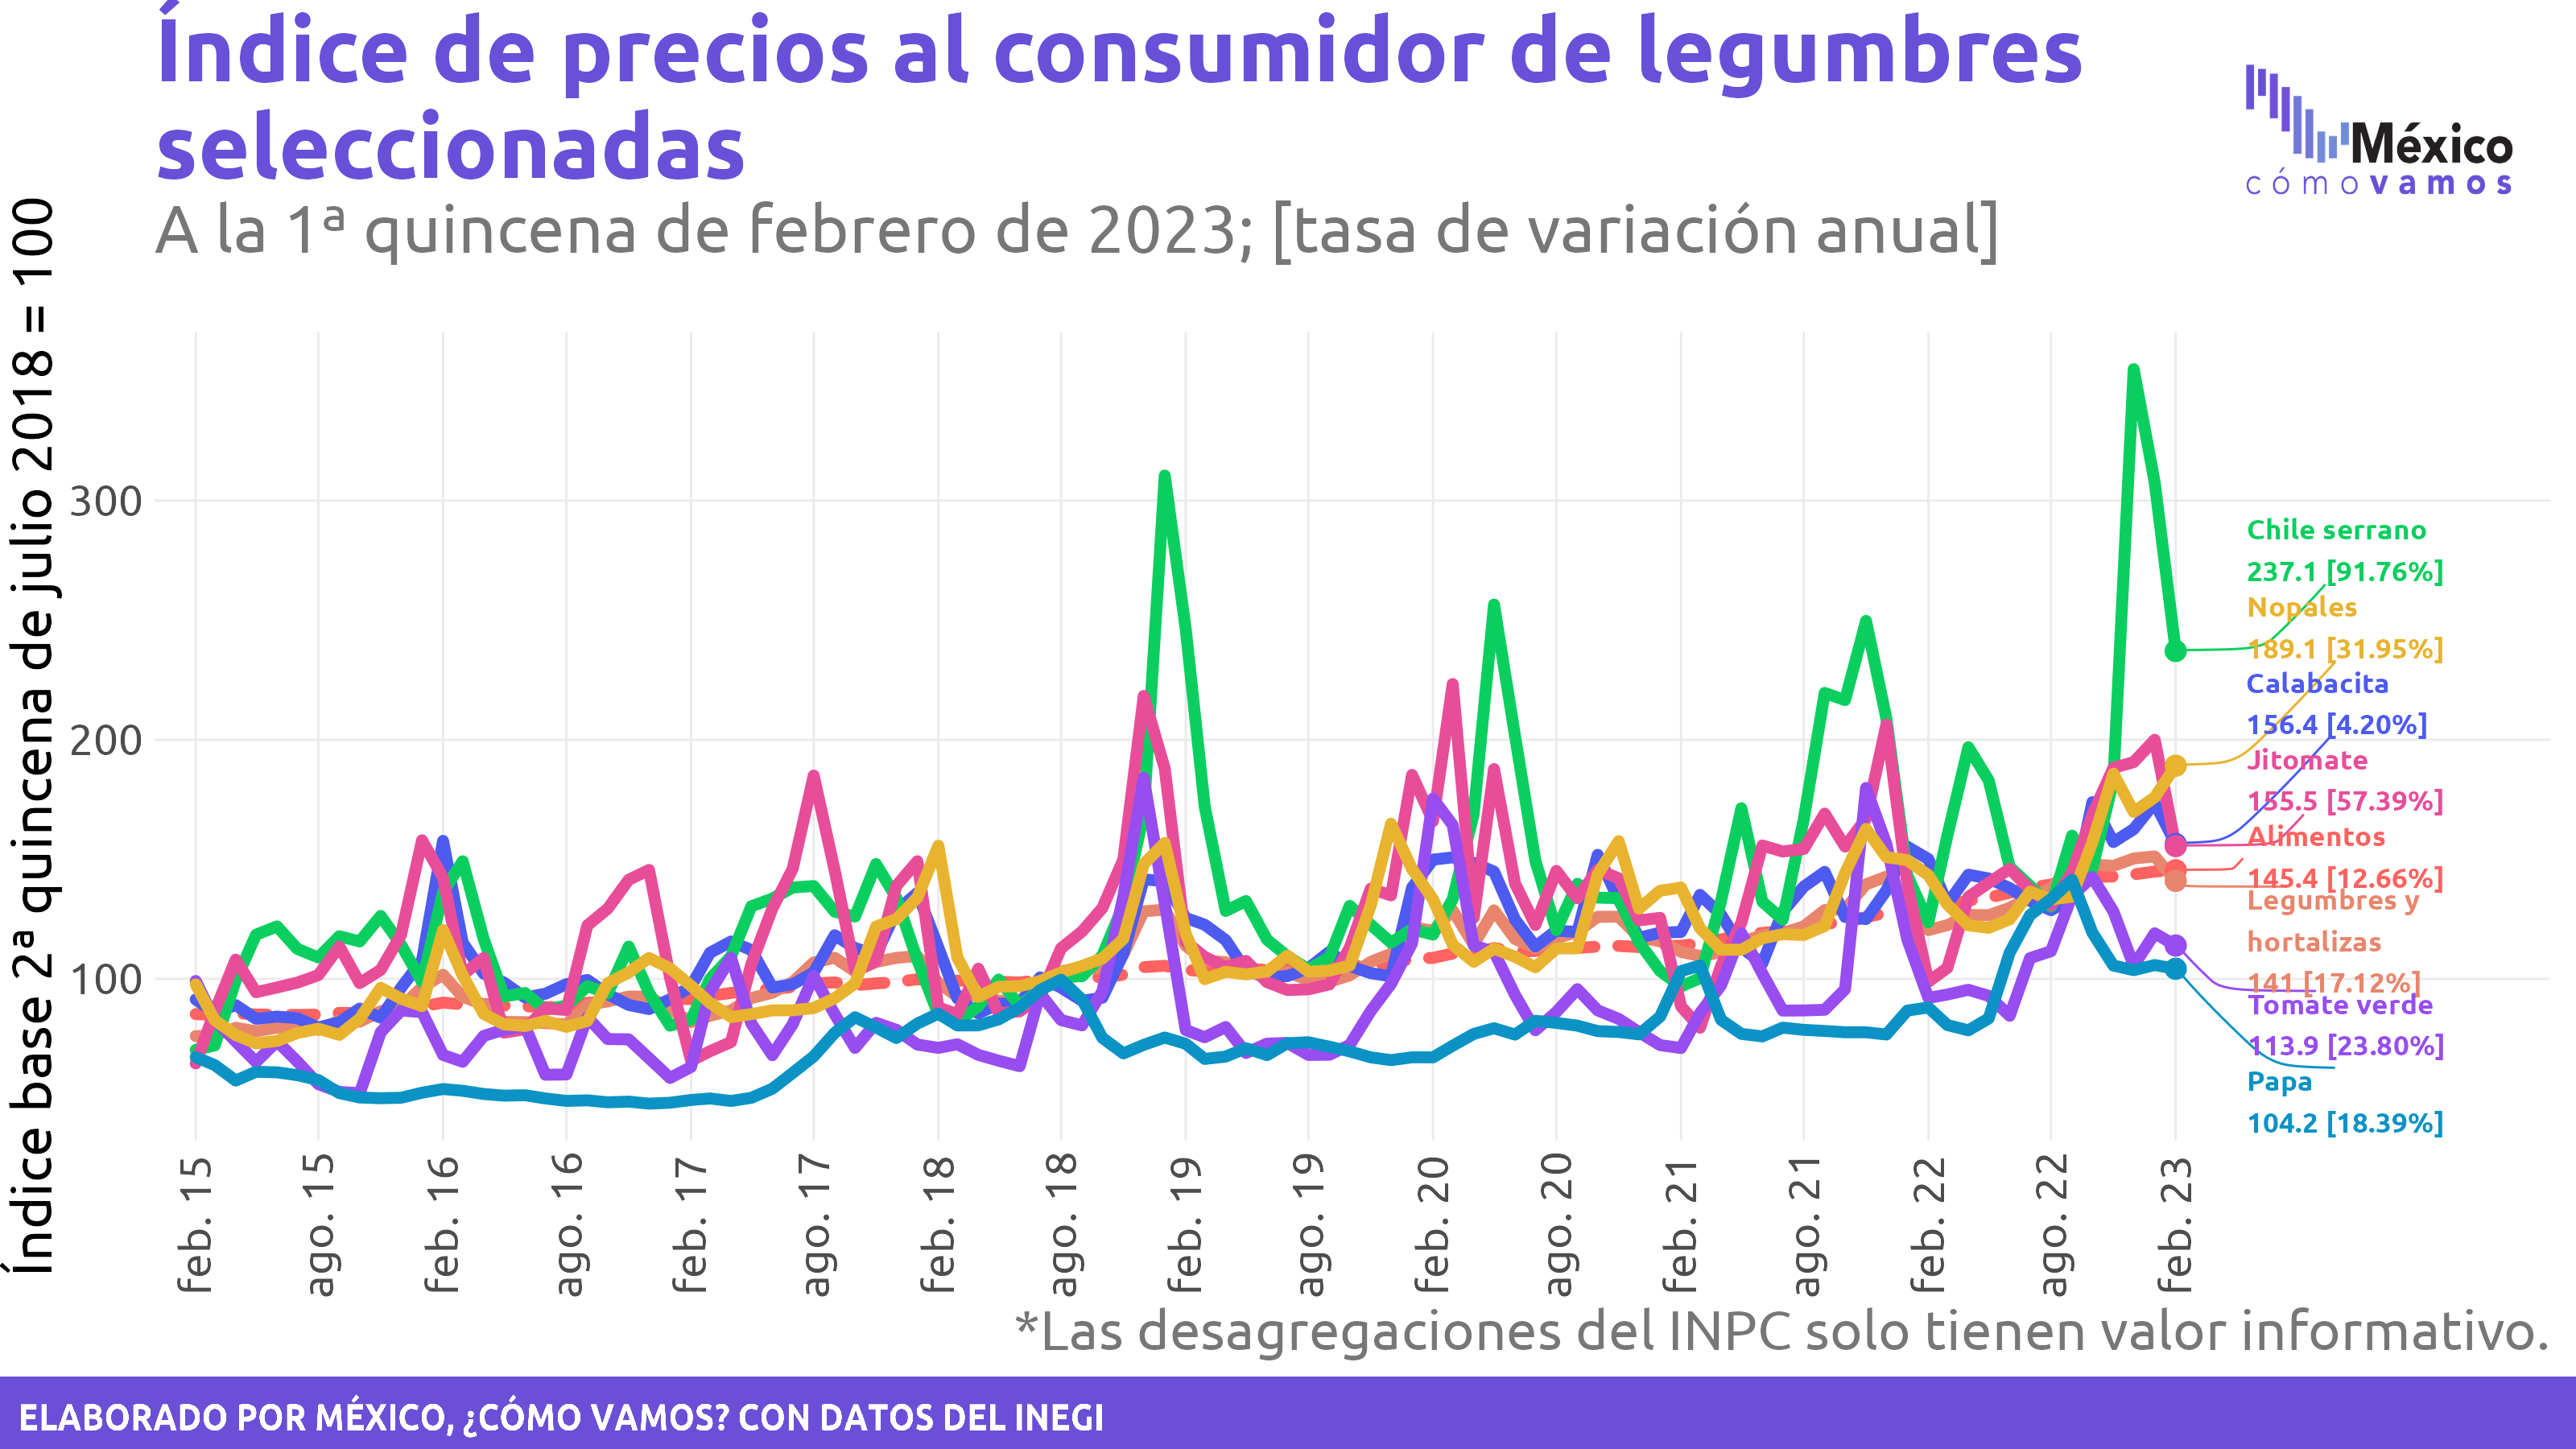 Índice de precios al consumidor de legumbres
seleccionadas
A la 1ª quincena de febrero de 2023; [tasa de variación anual]
México
cómo vamos
Índice base 2ª quincena de julio 2018 = 100
300
200
100
Chile serrano
237.1 [91.76%]
Nopales
189.1 [31.95%]
Calabacita
156.4 [4.20%]
Jitomate
155.5 [57.39%]
Alimentos
145.4 [12.66%]
Legumbres y
hortalizas
141 [17.12%]
Tomate verde
113.9 [23.80%]
Papa
104.2 [18.39%]
feb. 15
ago. 15
feb. 16
ago. 16
feb. 17
ago. 17
feb. 18
ago. 18
feb. 19
ago. 19
feb. 20
ago. 20
feb. 21
ago. 21
feb. 22
ago. 22
feb. 23
*Las desagregaciones del INPC solo tienen valor informativo.
ELABORADO POR MÉXICO, ¿CÓMO VAMOS? CON DATOS DEL INEGI